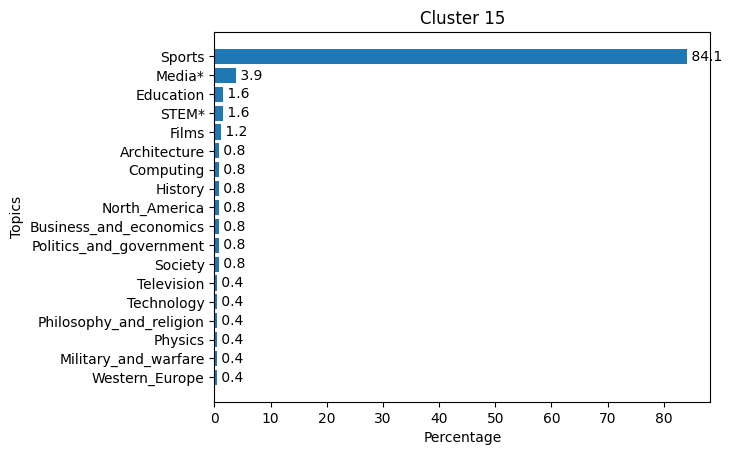 Cluster 15
Topics
Sports 84.1
Media* 3.9
Education 1.6
STEM* 1.6
Films 1.2
Architecture 0.8
Computing 0.8
History 0.8
North_America 0.8
Business_and_economics 0.8
Politics_and_government 0.8
Society 0.8
Television 0.4
Technology 0.4
Philosophy_and_religion 0.4
Physics 0.4
Military_and_warfare 0.4
Western_Europe 0.4
0 10 20 30 40 50 60 70 80
Percentage